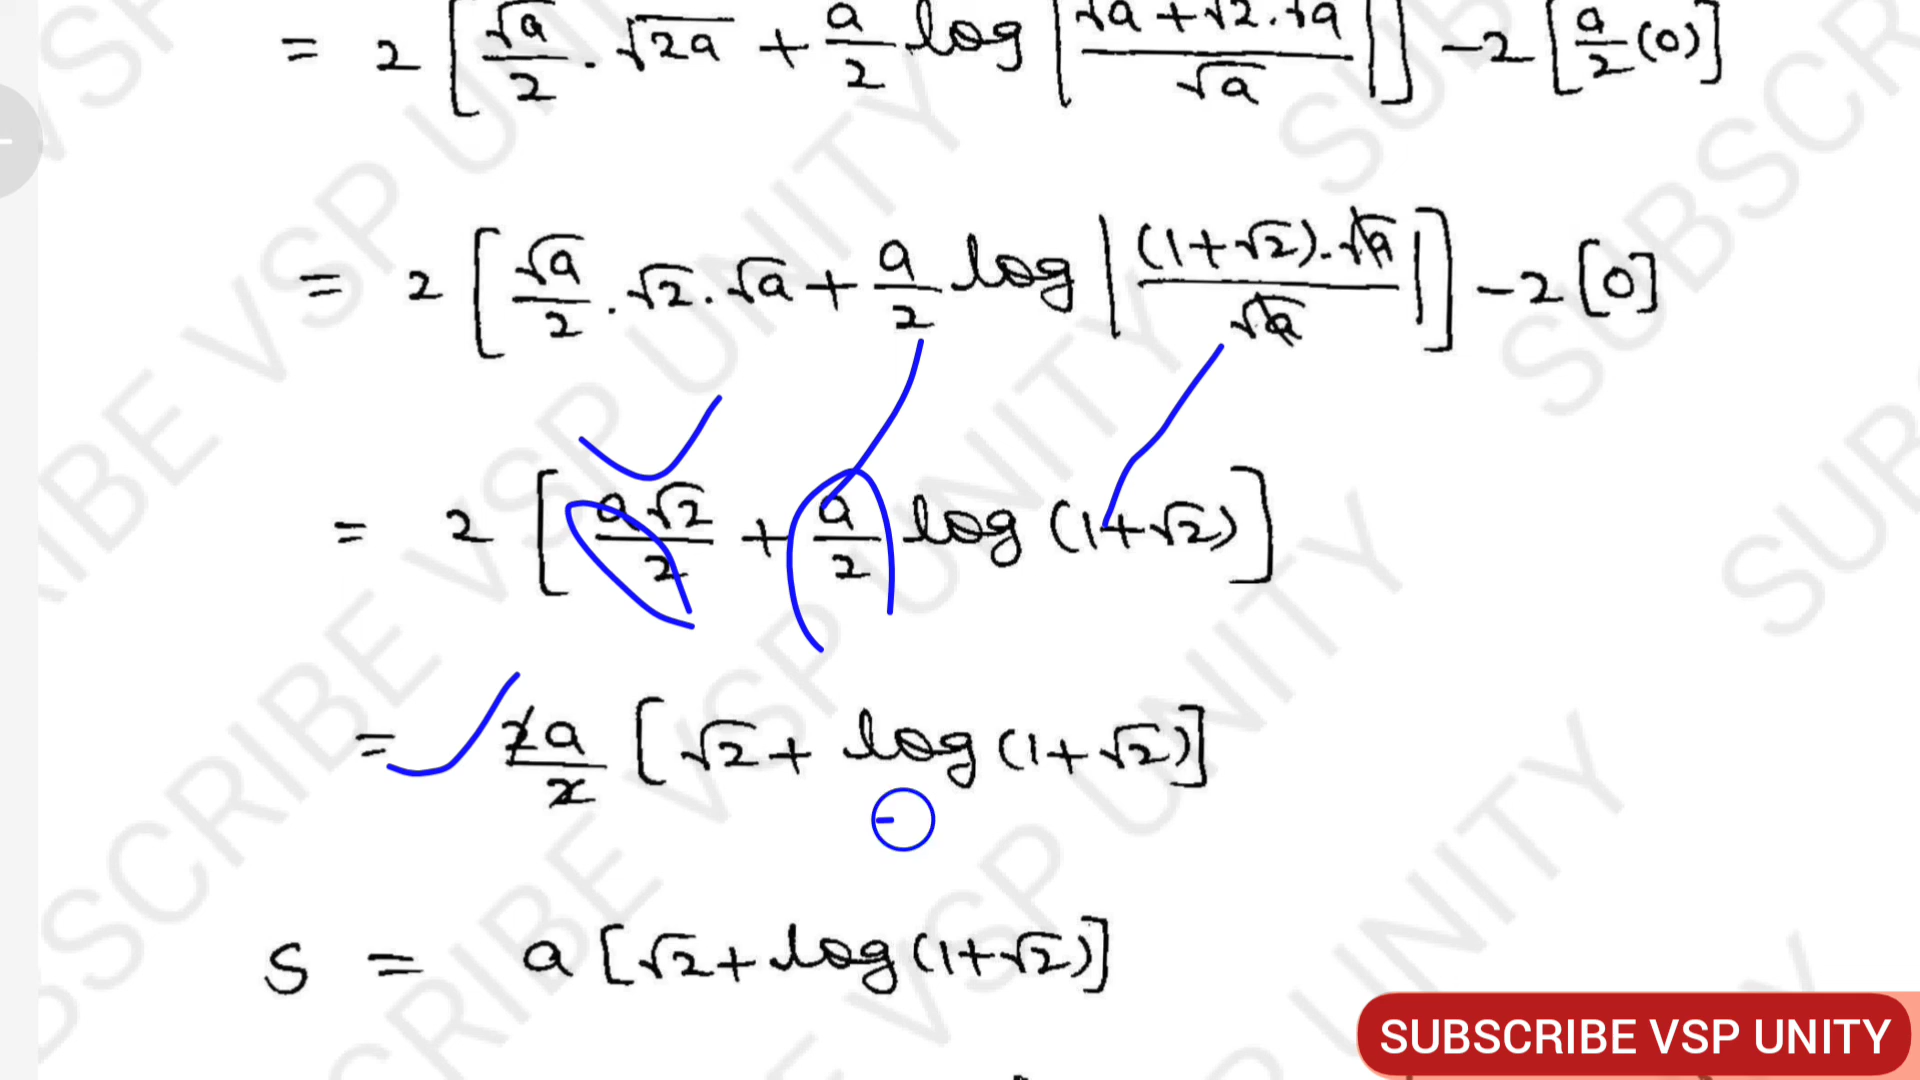 = 2 [ √a/2 . √2a + a/2 log | (√a + √2 . √a)/√a | ] - 2 [ a/2 (0) ]
= 2 [ √a/2 . √2 . √a + a/2 log | (1 + √2) . √a/√a | ] - 2 [0]
= 2 [ a√2/2 + a/2 log (1 + √2) ]
= 2a/2 [ √2 + log (1 + √2) ]
S = a [ √2 + log (1 + √2) ]
SUBSCRIBE VSP UNITY